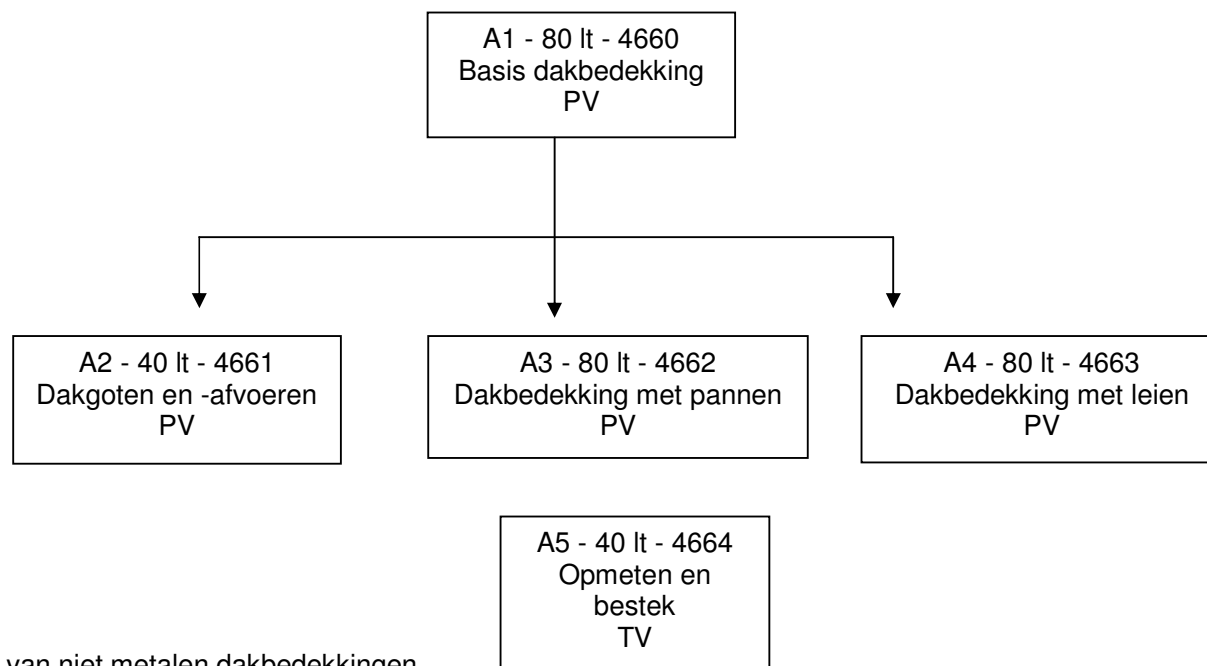 A1 - 80 lt - 4660
Basis dakbedekking
PV
A2 - 40 lt - 4661
Dakgoten en -afvoeren
PV
A3 - 80 lt - 4662
Dakbedekking met pannen
PV
A4 - 80 lt - 4663
Dakbedekking met leien
PV
A5 - 40 lt - 4664
Opmeten en
bestek
TV
van niet metalen dakbedekkingen